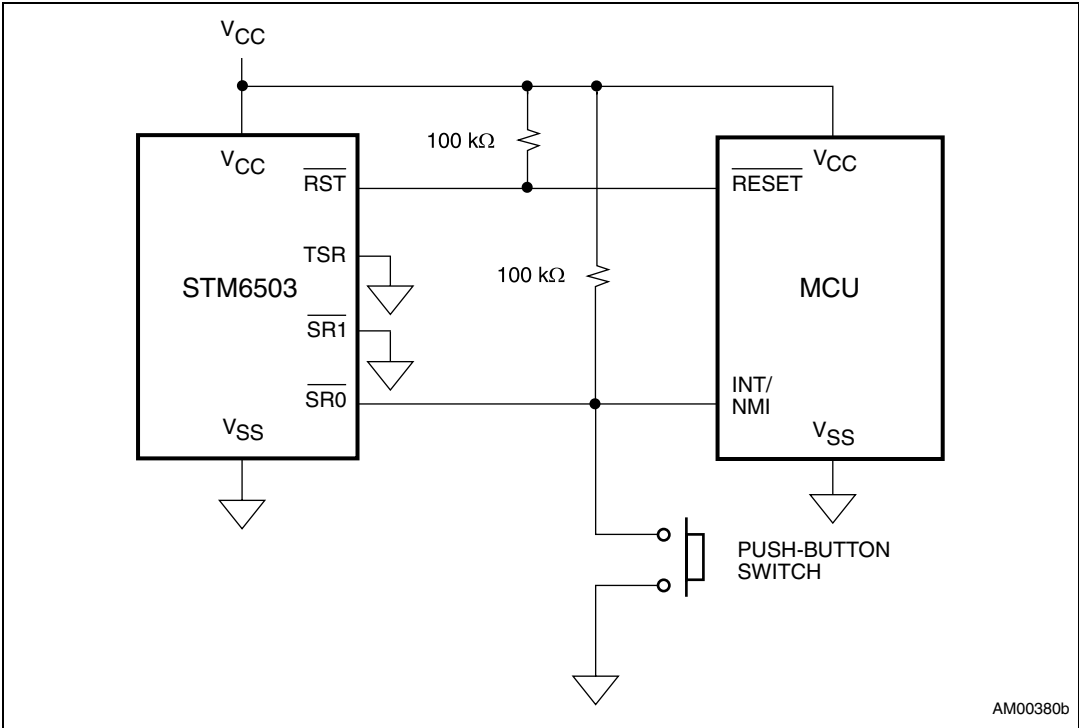 VCC
VCC
RST
TSR
STM6503
SR1
SR0
VSS
100 kΩ
100 kΩ
VCC
RESET
MCU
INT/
NMI
VSS
PUSH-BUTTON
SWITCH
AM00380b